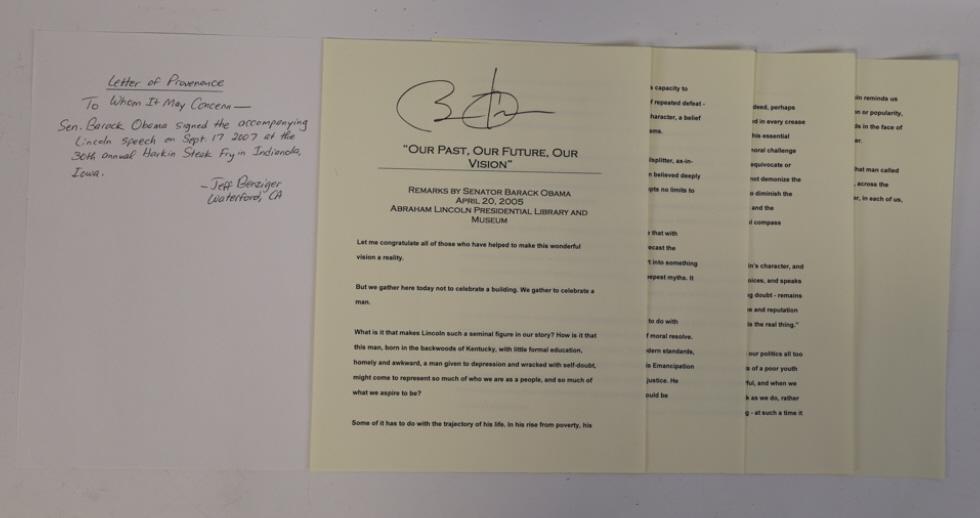 Letter of Provenance
To Whom It May Concern—
Sen. Barack Obama signed the accompanying
Lincoln speech on Sept. 17 2007 at the
30th annual Harkin Steak Fry in Indianola,
Iowa.
—Jeff Benziger
Waterford, CA
"OUR PAST, OUR FUTURE, OUR
VISION"
REMARKS BY SENATOR BARACK OBAMA
APRIL 20, 2005
ABRAHAM LINCOLN PRESIDENTIAL LIBRARY AND
MUSEUM
Let me congratulate all of those who have helped to make this wonderful
vision a reality.
But we gather here today not to celebrate a building. We gather to celebrate a
man.
What is it that makes Lincoln such a seminal figure in our story? How is it that
this man, born in the backwoods of Kentucky, with little formal education,
homely and awkward, a man given to depression and wracked with self-doubt,
might come to represent so much of who we are as a people, and so much of
what we aspire to be?
Some of it has to do with the trajectory of his life. In his rise from poverty, his
capacity to
repeated defeat -
character, a belief
-splitter, as-in-
believed deeply
no limits to
that with
recast the
into something
repeat myths. It
to do with
moral resolve.
modern standards,
Emancipation
justice. He
would be
indeed, perhaps
in every crease
his essential
moral challenge
equivocate or
not demonize the
diminish the
and the
compass
character, and
voices, and speaks
doubt - remains
and reputation
is the real thing."
our politics all too
of a poor youth
and when we
as we do, rather
- at such a time it
reminds us
or popularity,
in the face of
that man called
across the
in each of us,